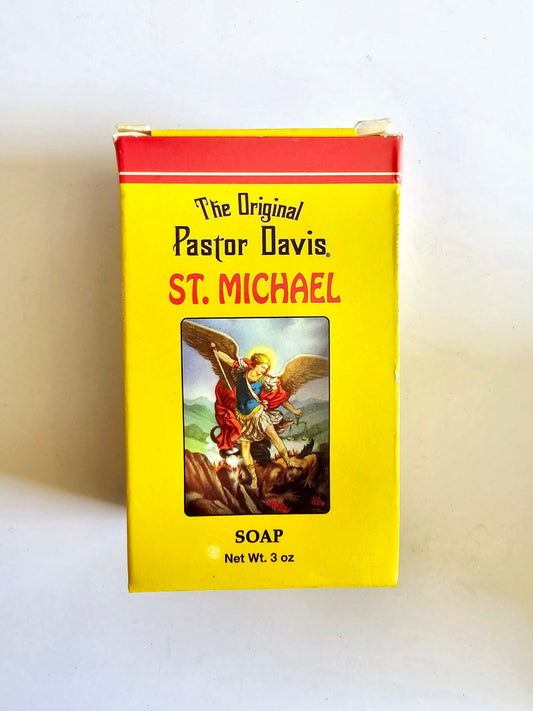 The Original
Pastor Davis®
ST. MICHAEL
SOAP
Net Wt. 3 oz